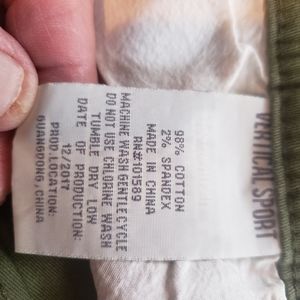 98% COTTON
2% SPANDEX
MADE IN CHINA
RN#101589
MACHINE WASH GENTLE CYCLE
DO NOT USE CHLORINE WASH
TUMBLE DRY LOW
DATE OF PRODUCTION:
12/2017
PROD.LOCATION:
GUANGDONG,CHINA
SPORT